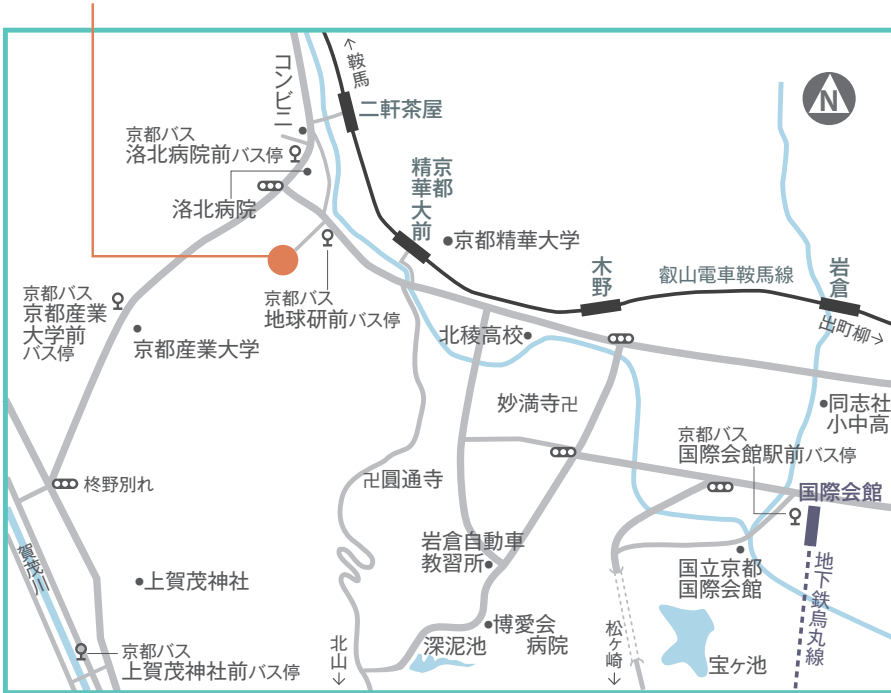 ↑鞍馬
コンビニ
二軒茶屋
N
京都バス
洛北病院前バス停
洛北病院
京都
精華大前
京都精華大学
木野
叡山電車鞍馬線
岩倉
出町柳→
京都バス
京都産業
大学前
バス停
京都産業大学
京都バス
地球研前バス停
北稜高校
妙満寺卍
同志社
小中高
京都バス
国際会館駅前バス停
国際会館
柊野別れ
卍圓通寺
岩倉自動車
教習所
国立京都
国際会館
地下鉄烏丸線
賀茂川
上賀茂神社
博愛会
病院
深泥池
北山→
松ヶ崎→
宝ヶ池
京都バス
上賀茂神社前バス停